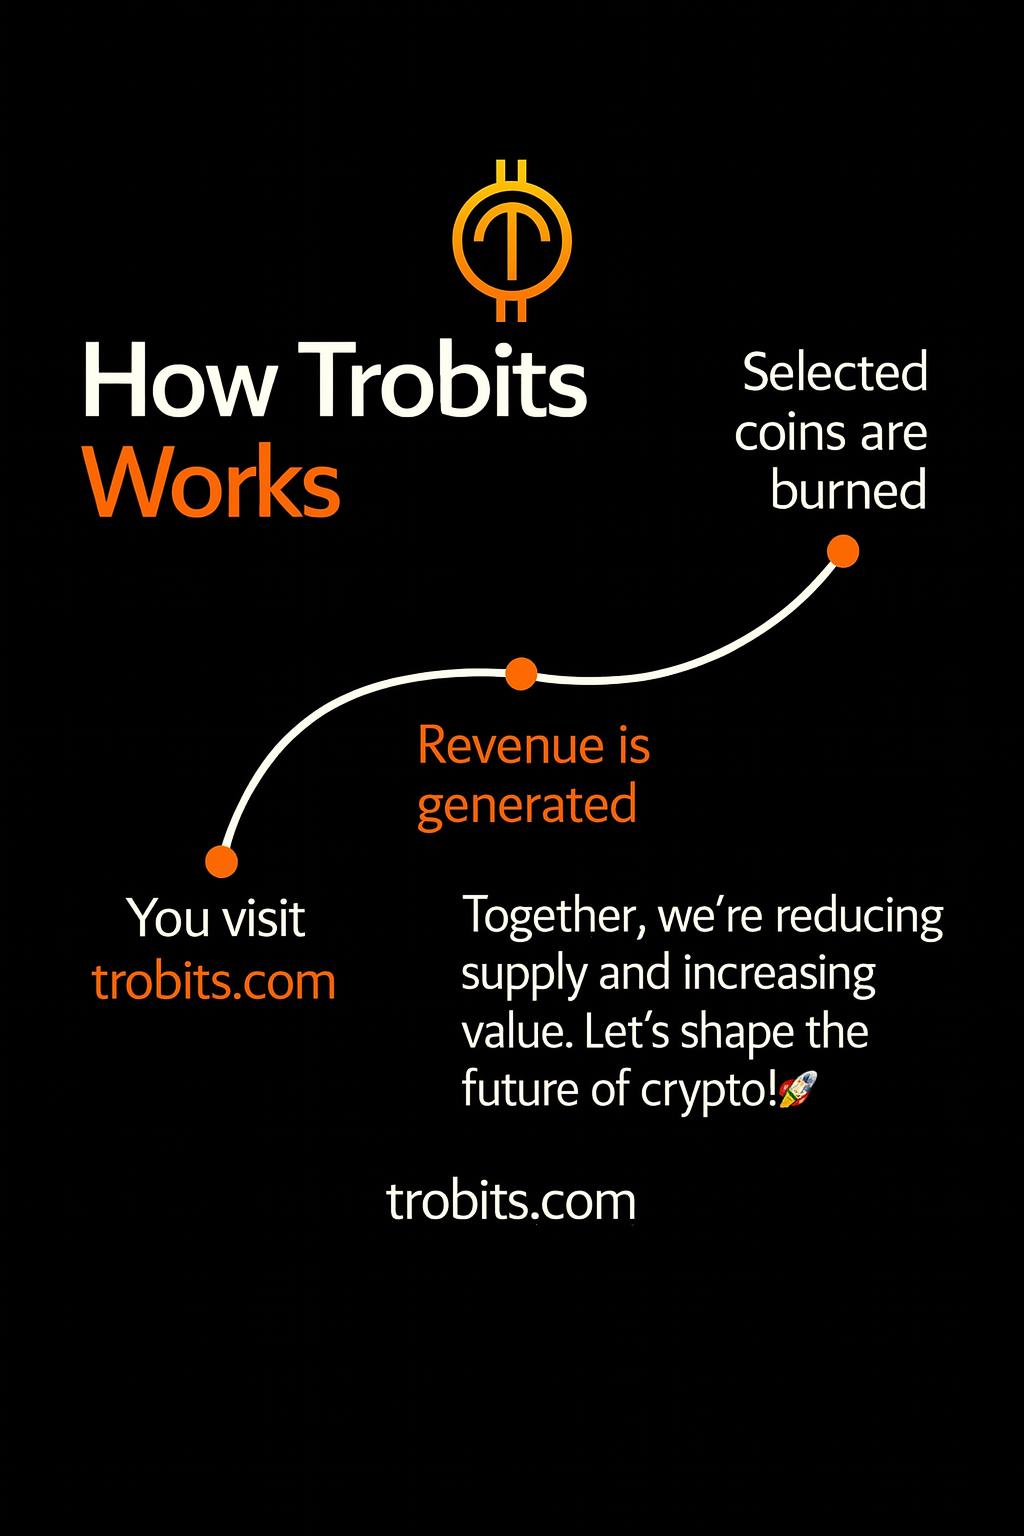 How Trobits
Works
Selected
coins are
burned
Revenue is
generated
You visit
trobits.com
Together, we’re reducing
supply and increasing
value. Let’s shape the
future of crypto!🚀
trobits.com